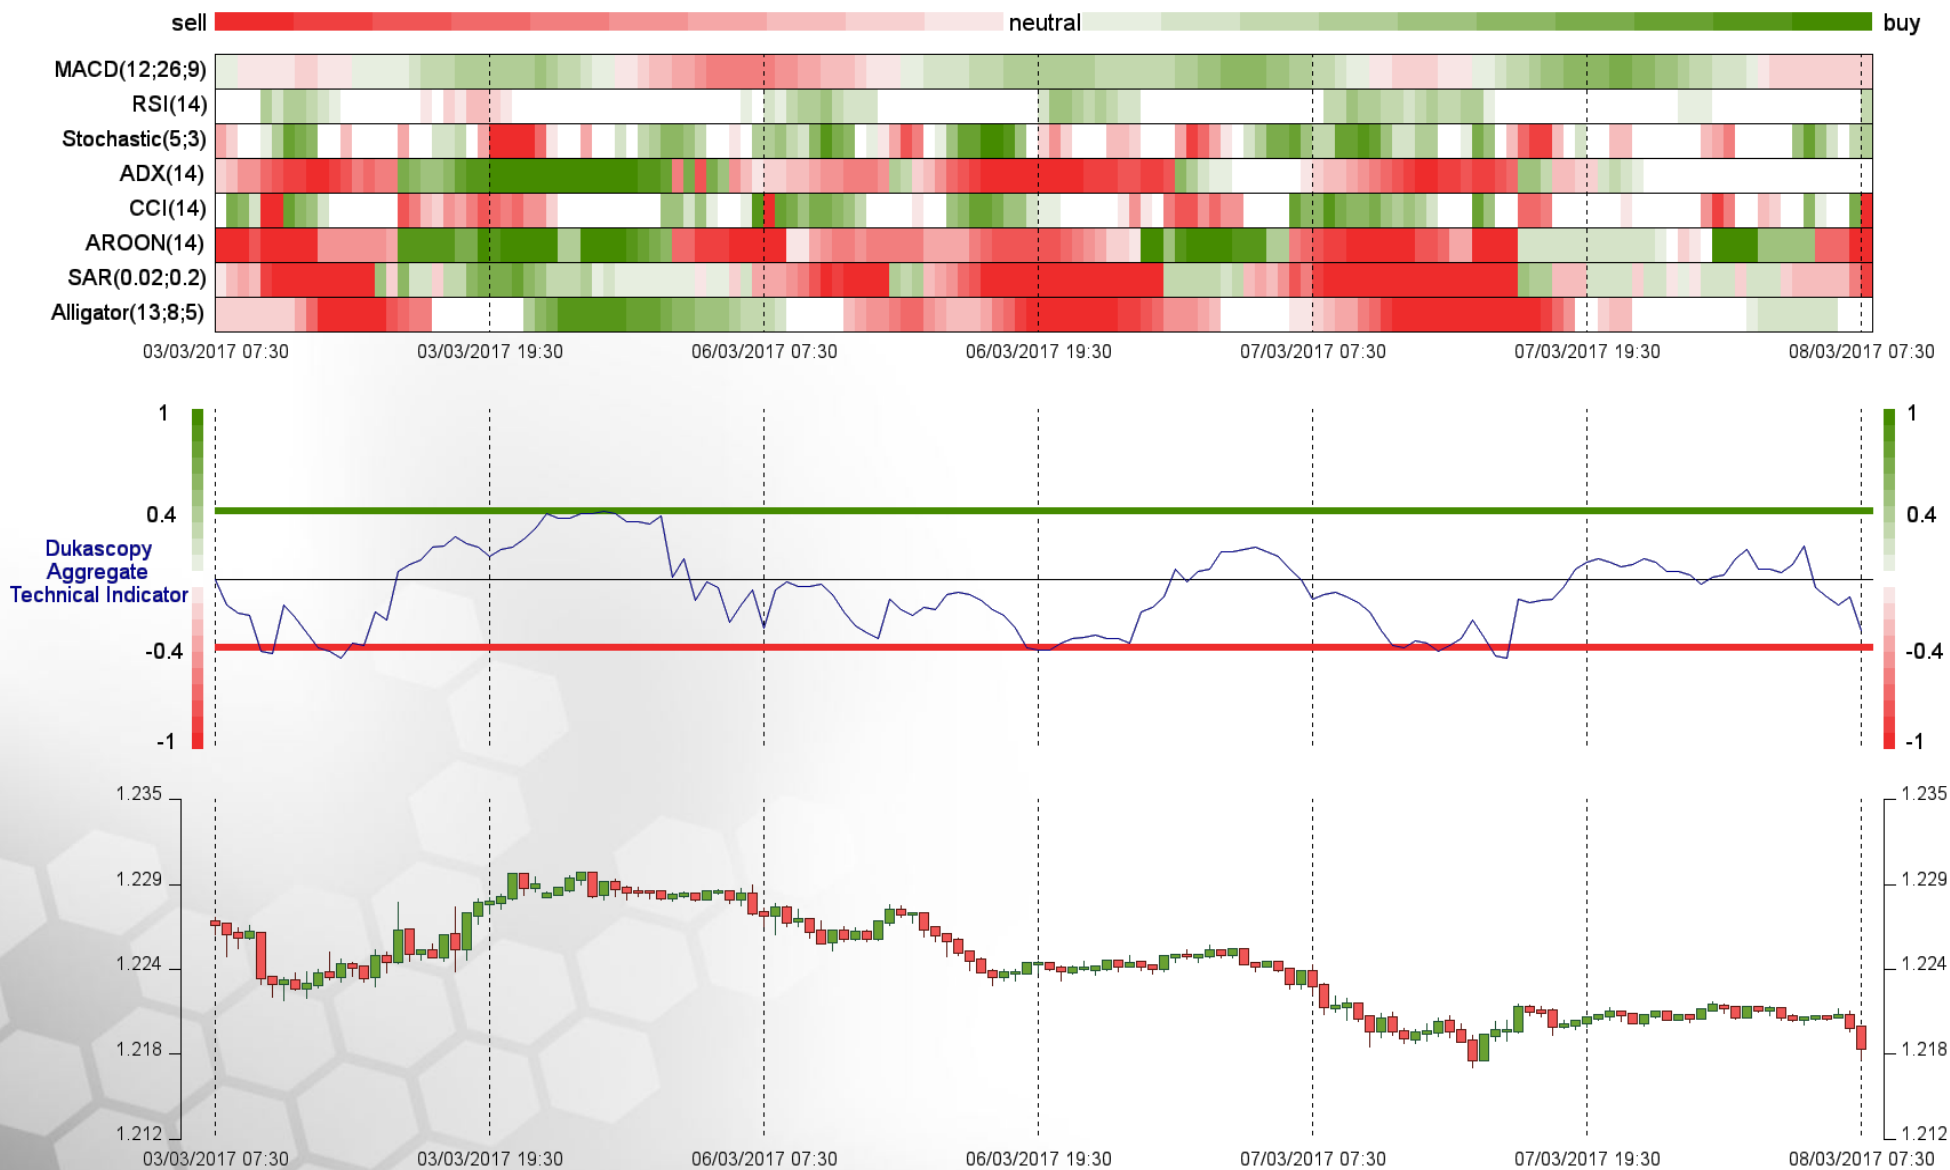 sell neutral buy
MACD(12;26;9)
RSI(14)
Stochastic(5;3)
ADX(14)
CCI(14)
AROON(14)
SAR(0.02;0.2)
Alligator(13;8;5)
03/03/2017 07:30 03/03/2017 19:30 06/03/2017 07:30 06/03/2017 19:30 07/03/2017 07:30 07/03/2017 19:30 08/03/2017 07:30
1 1
0.4 0.4
Dukascopy
Aggregate
Technical Indicator
-0.4 -0.4
-1 -1
1.235 1.235
1.229 1.229
1.224 1.224
1.218 1.218
1.212 1.212
03/03/2017 07:30 03/03/2017 19:30 06/03/2017 07:30 06/03/2017 19:30 07/03/2017 07:30 07/03/2017 19:30 08/03/2017 07:30